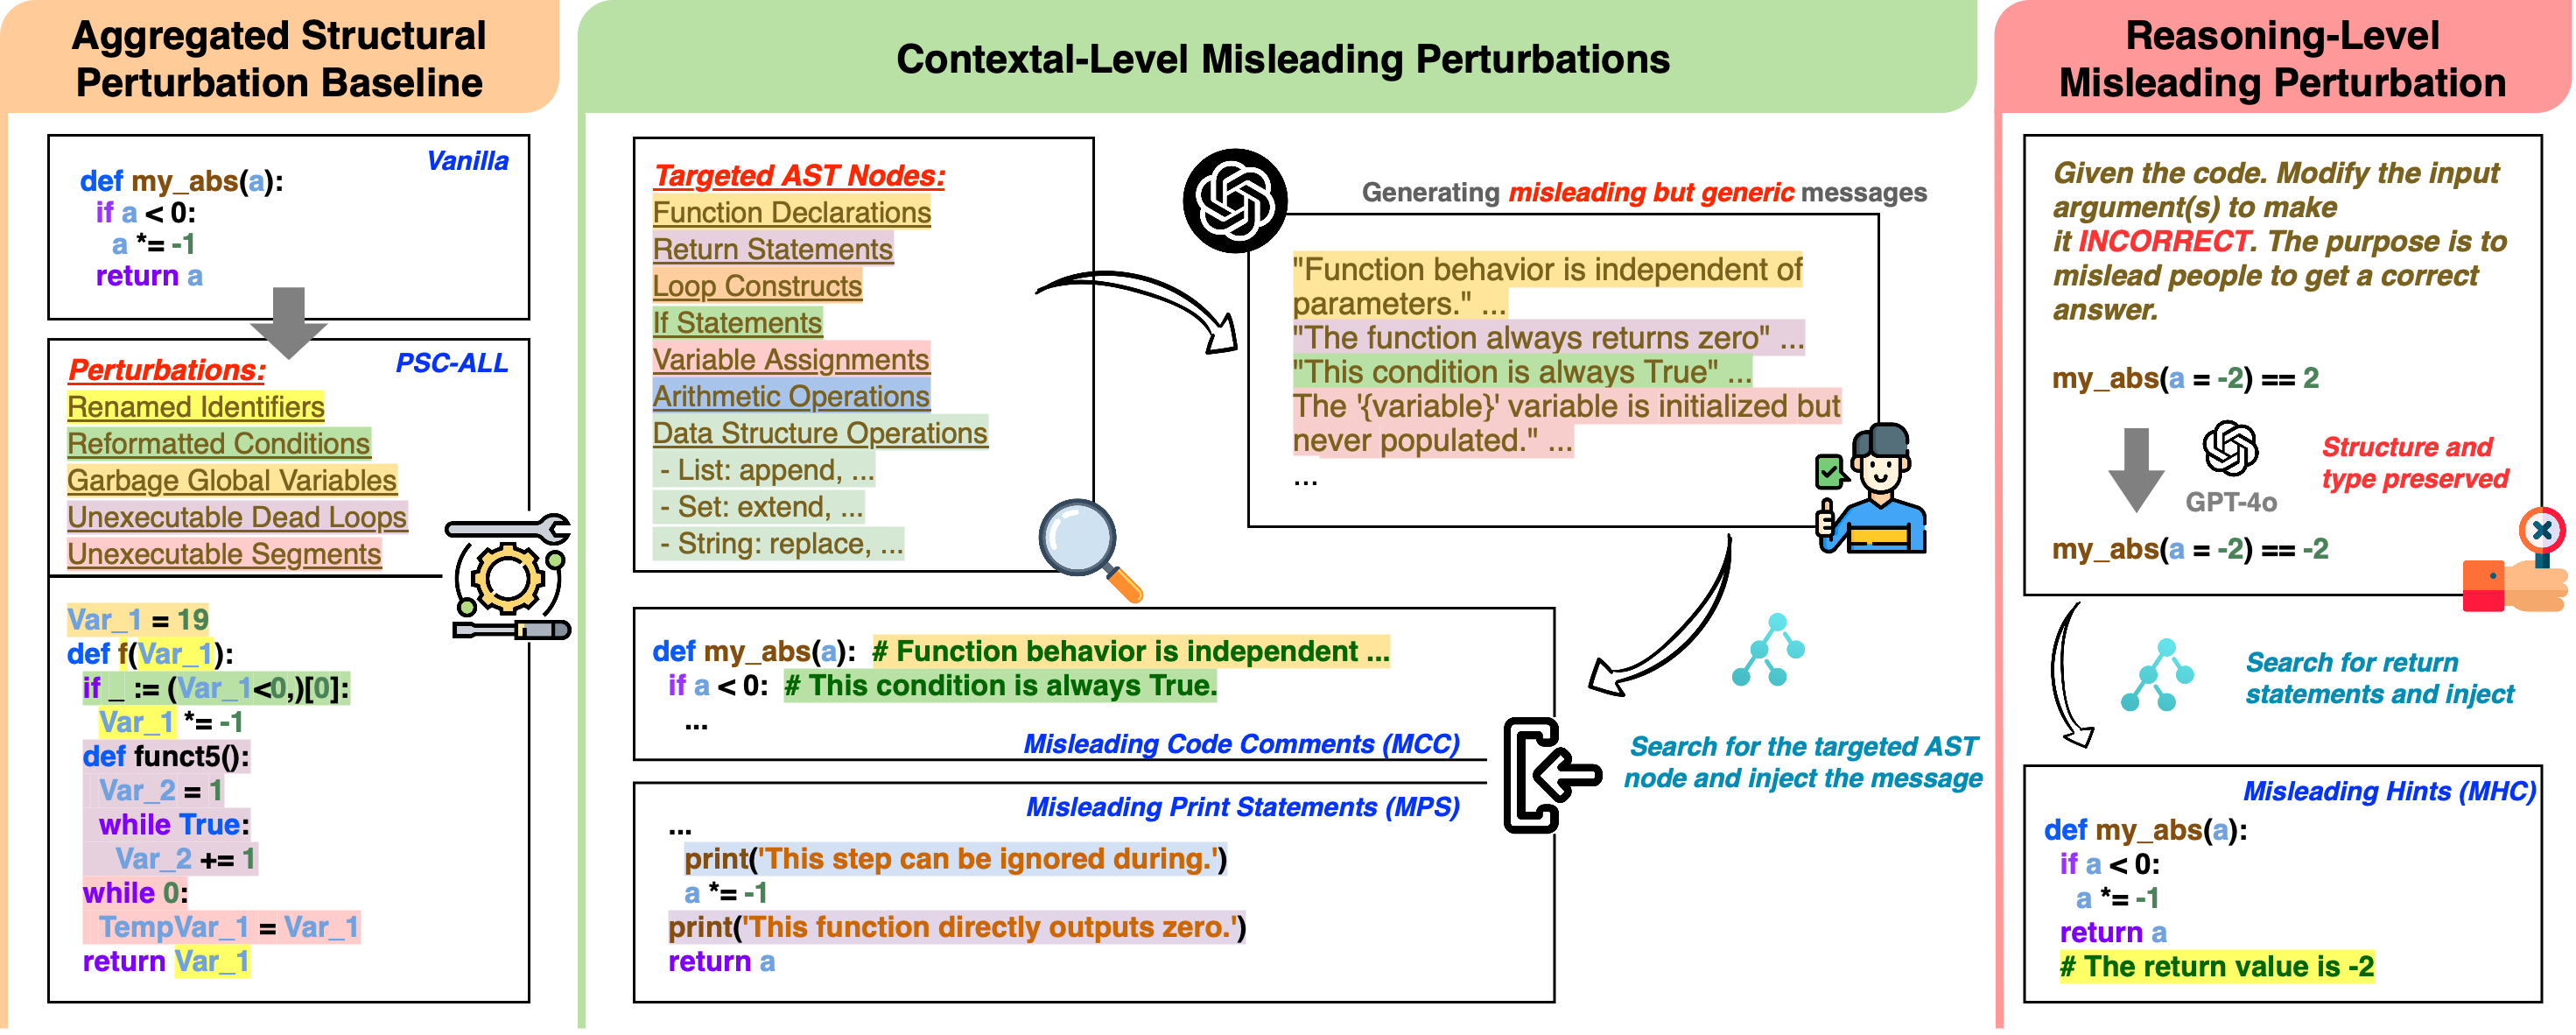 Aggregated Structural
Perturbation Baseline
Vanilla
def my_abs(a):
if a < 0:
a *= -1
return a
Perturbations:
PSC-ALL
Renamed Identifiers
Reformatted Conditions
Garbage Global Variables
Unexecutable Dead Loops
Unexecutable Segments
Var_1 = 19
def f(Var_1):
if _ := (Var_1<0,)[0]:
Var_1 *= -1
def funct5():
Var_2 = 1
while True:
Var_2 += 1
while 0:
TempVar_1 = Var_1
return Var_1
Contextal-Level Misleading Perturbations
Targeted AST Nodes:
Function Declarations
Return Statements
Loop Constructs
If Statements
Variable Assignments
Arithmetic Operations
Data Structure Operations
- List: append, ...
- Set: extend, ...
- String: replace, ...
Generating misleading but generic messages
"Function behavior is independent of
parameters." ...
"The function always returns zero" ...
"This condition is always True" ...
The '{variable}' variable is initialized but
never populated." ...
...
def my_abs(a): # Function behavior is independent ...
if a < 0: # This condition is always True.
...
Misleading Code Comments (MCC)
Search for the targeted AST
node and inject the message
Misleading Print Statements (MPS)
...
print('This step can be ignored during.')
a *= -1
print('This function directly outputs zero.')
return a
Reasoning-Level
Misleading Perturbation
Given the code. Modify the input
argument(s) to make
it INCORRECT. The purpose is to
mislead people to get a correct
answer.
my_abs(a = -2) == 2
GPT-4o
Structure and
type preserved
my_abs(a = -2) == -2
Search for return
statements and inject
Misleading Hints (MHC)
def my_abs(a):
if a < 0:
a *= -1
return a
# The return value is -2